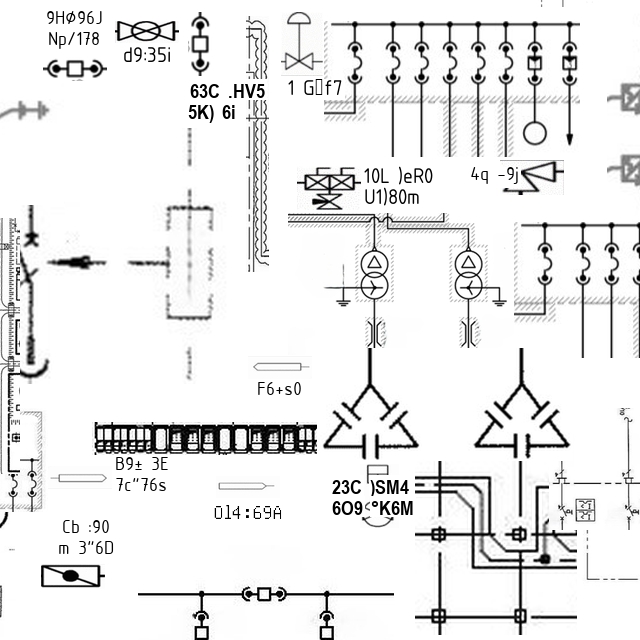 9HØ96J
Np/178
d9:35i
63C .HV5
5K) 6i
1 G▯f7
10L )eR0
U1)80m
4q -9j
F6+s0
B9± 3E
7c"76s
014:69A
Cb :90
m 3"6D
23C )SM4
6O9♀°K6M